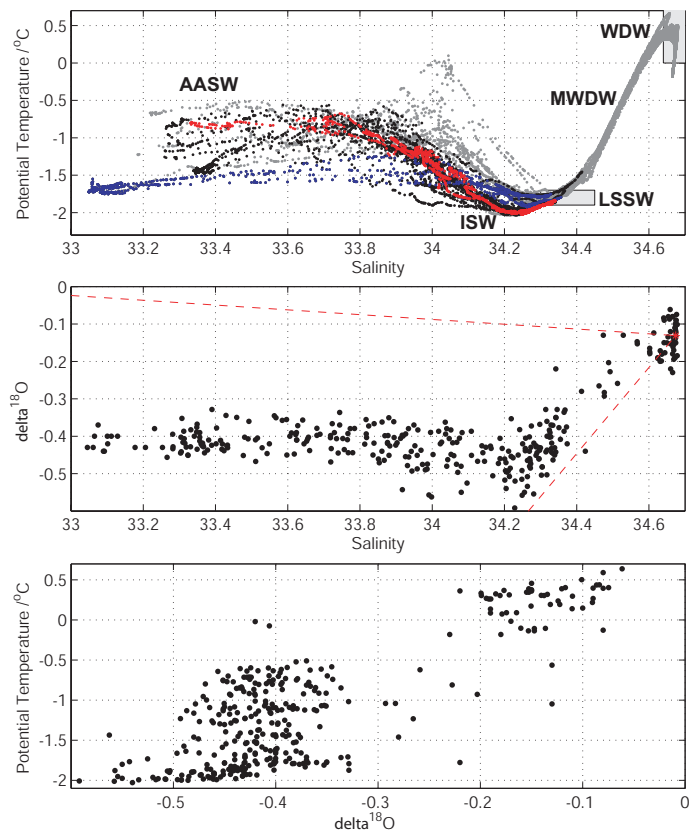 0.5
0
-0.5
-1
-1.5
-2
Potential Temperature /°C
AASW
WDW
MWDW
LSSW
ISW
33 33.2 33.4 33.6 33.8 34 34.2 34.4 34.6
Salinity
0
-0.1
-0.2
-0.3
-0.4
-0.5
delta18O
33 33.2 33.4 33.6 33.8 34 34.2 34.4 34.6
Salinity
0.5
0
-0.5
-1
-1.5
-2
Potential Temperature /°C
-0.5 -0.4 -0.3 -0.2 -0.1 0
delta18O